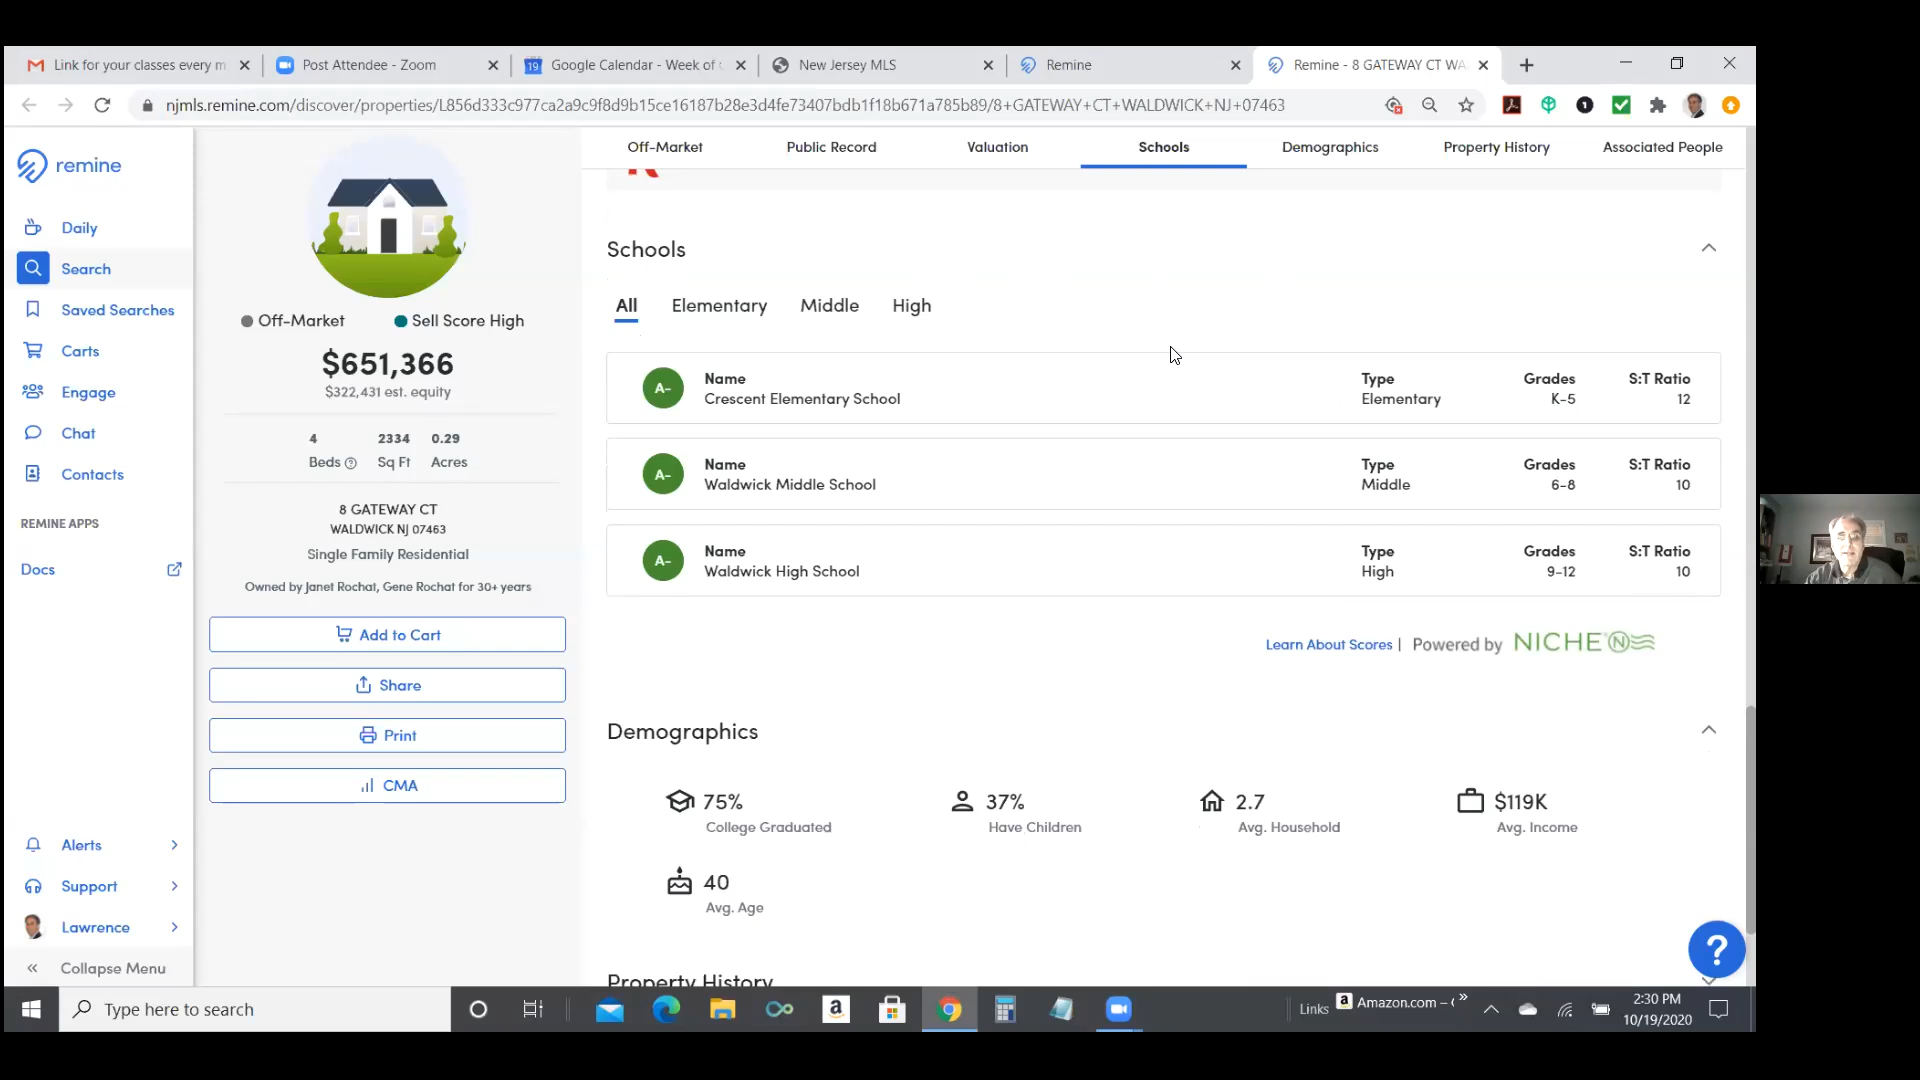 Link for your classes every m
Post Attendee - Zoom
19
Google Calendar - Week of
New Jersey MLS
Remine
Remine - 8 GATEWAY CT WA
njmls.remine.com/discover/properties/L856d333c977ca2a9c9f8d9b15ce16187b28e3d4fe73407bdb1f18b671a785b89/8+GATEWAY+CT+WALDWICK+NJ+07463
remine
Daily
Search
Saved Searches
Carts
Engage
Chat
Contacts
REMINE APPS
Docs
Alerts
Support
Lawrence
Collapse Menu
Off-Market
Sell Score High
$651,366
$322,431 est. equity
4 2334 0.29
Beds ? Sq Ft Acres
8 GATEWAY CT
WALDWICK NJ 07463
Single Family Residential
Owned by Janet Rochat, Gene Rochat for 30+ years
Add to Cart
Share
Print
CMA
Off-Market Public Record Valuation Schools Demographics Property History Associated People
Schools
All Elementary Middle High
A-
Name Type Grades S:T Ratio
Crescent Elementary School Elementary K-5 12
A-
Name Type Grades S:T Ratio
Waldwick Middle School Middle 6-8 10
A-
Name Type Grades S:T Ratio
Waldwick High School High 9-12 10
Learn About Scores | Powered by NICHE N
Demographics
75% 37% 2.7 $119K
College Graduated Have Children Avg. Household Avg. Income
40
Avg. Age
?
Property History
Type here to search
a
Links
a Amazon.com – »
2:30 PM
10/19/2020